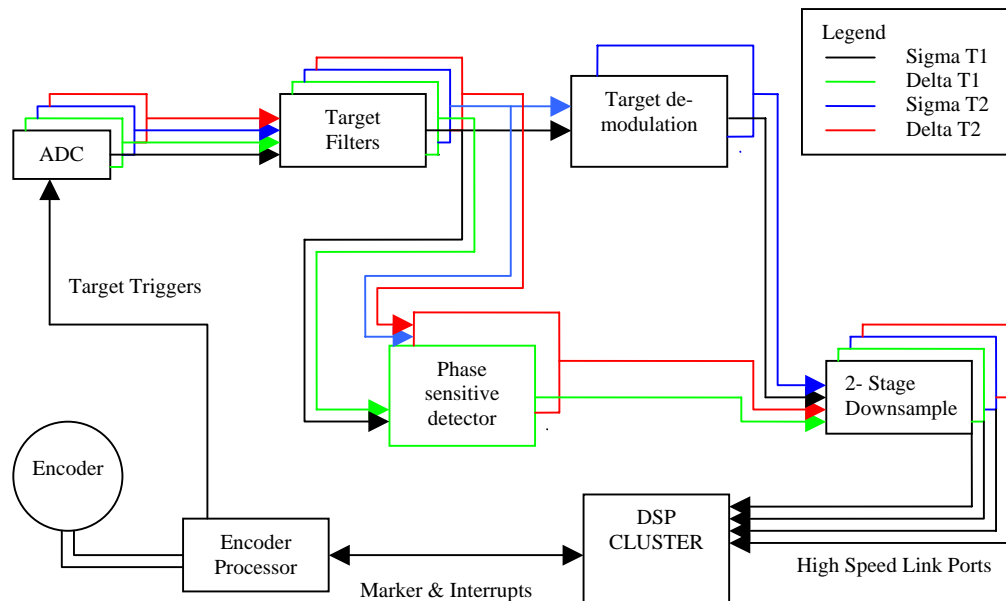 Legend
Sigma T1
Delta T1
Sigma T2
Delta T2
ADC
Target
Filters
Target de-
modulation
Target Triggers
Phase
sensitive
detector
2- Stage
Downsample
Encoder
Encoder
Processor
DSP
CLUSTER
Marker & Interrupts
High Speed Link Ports